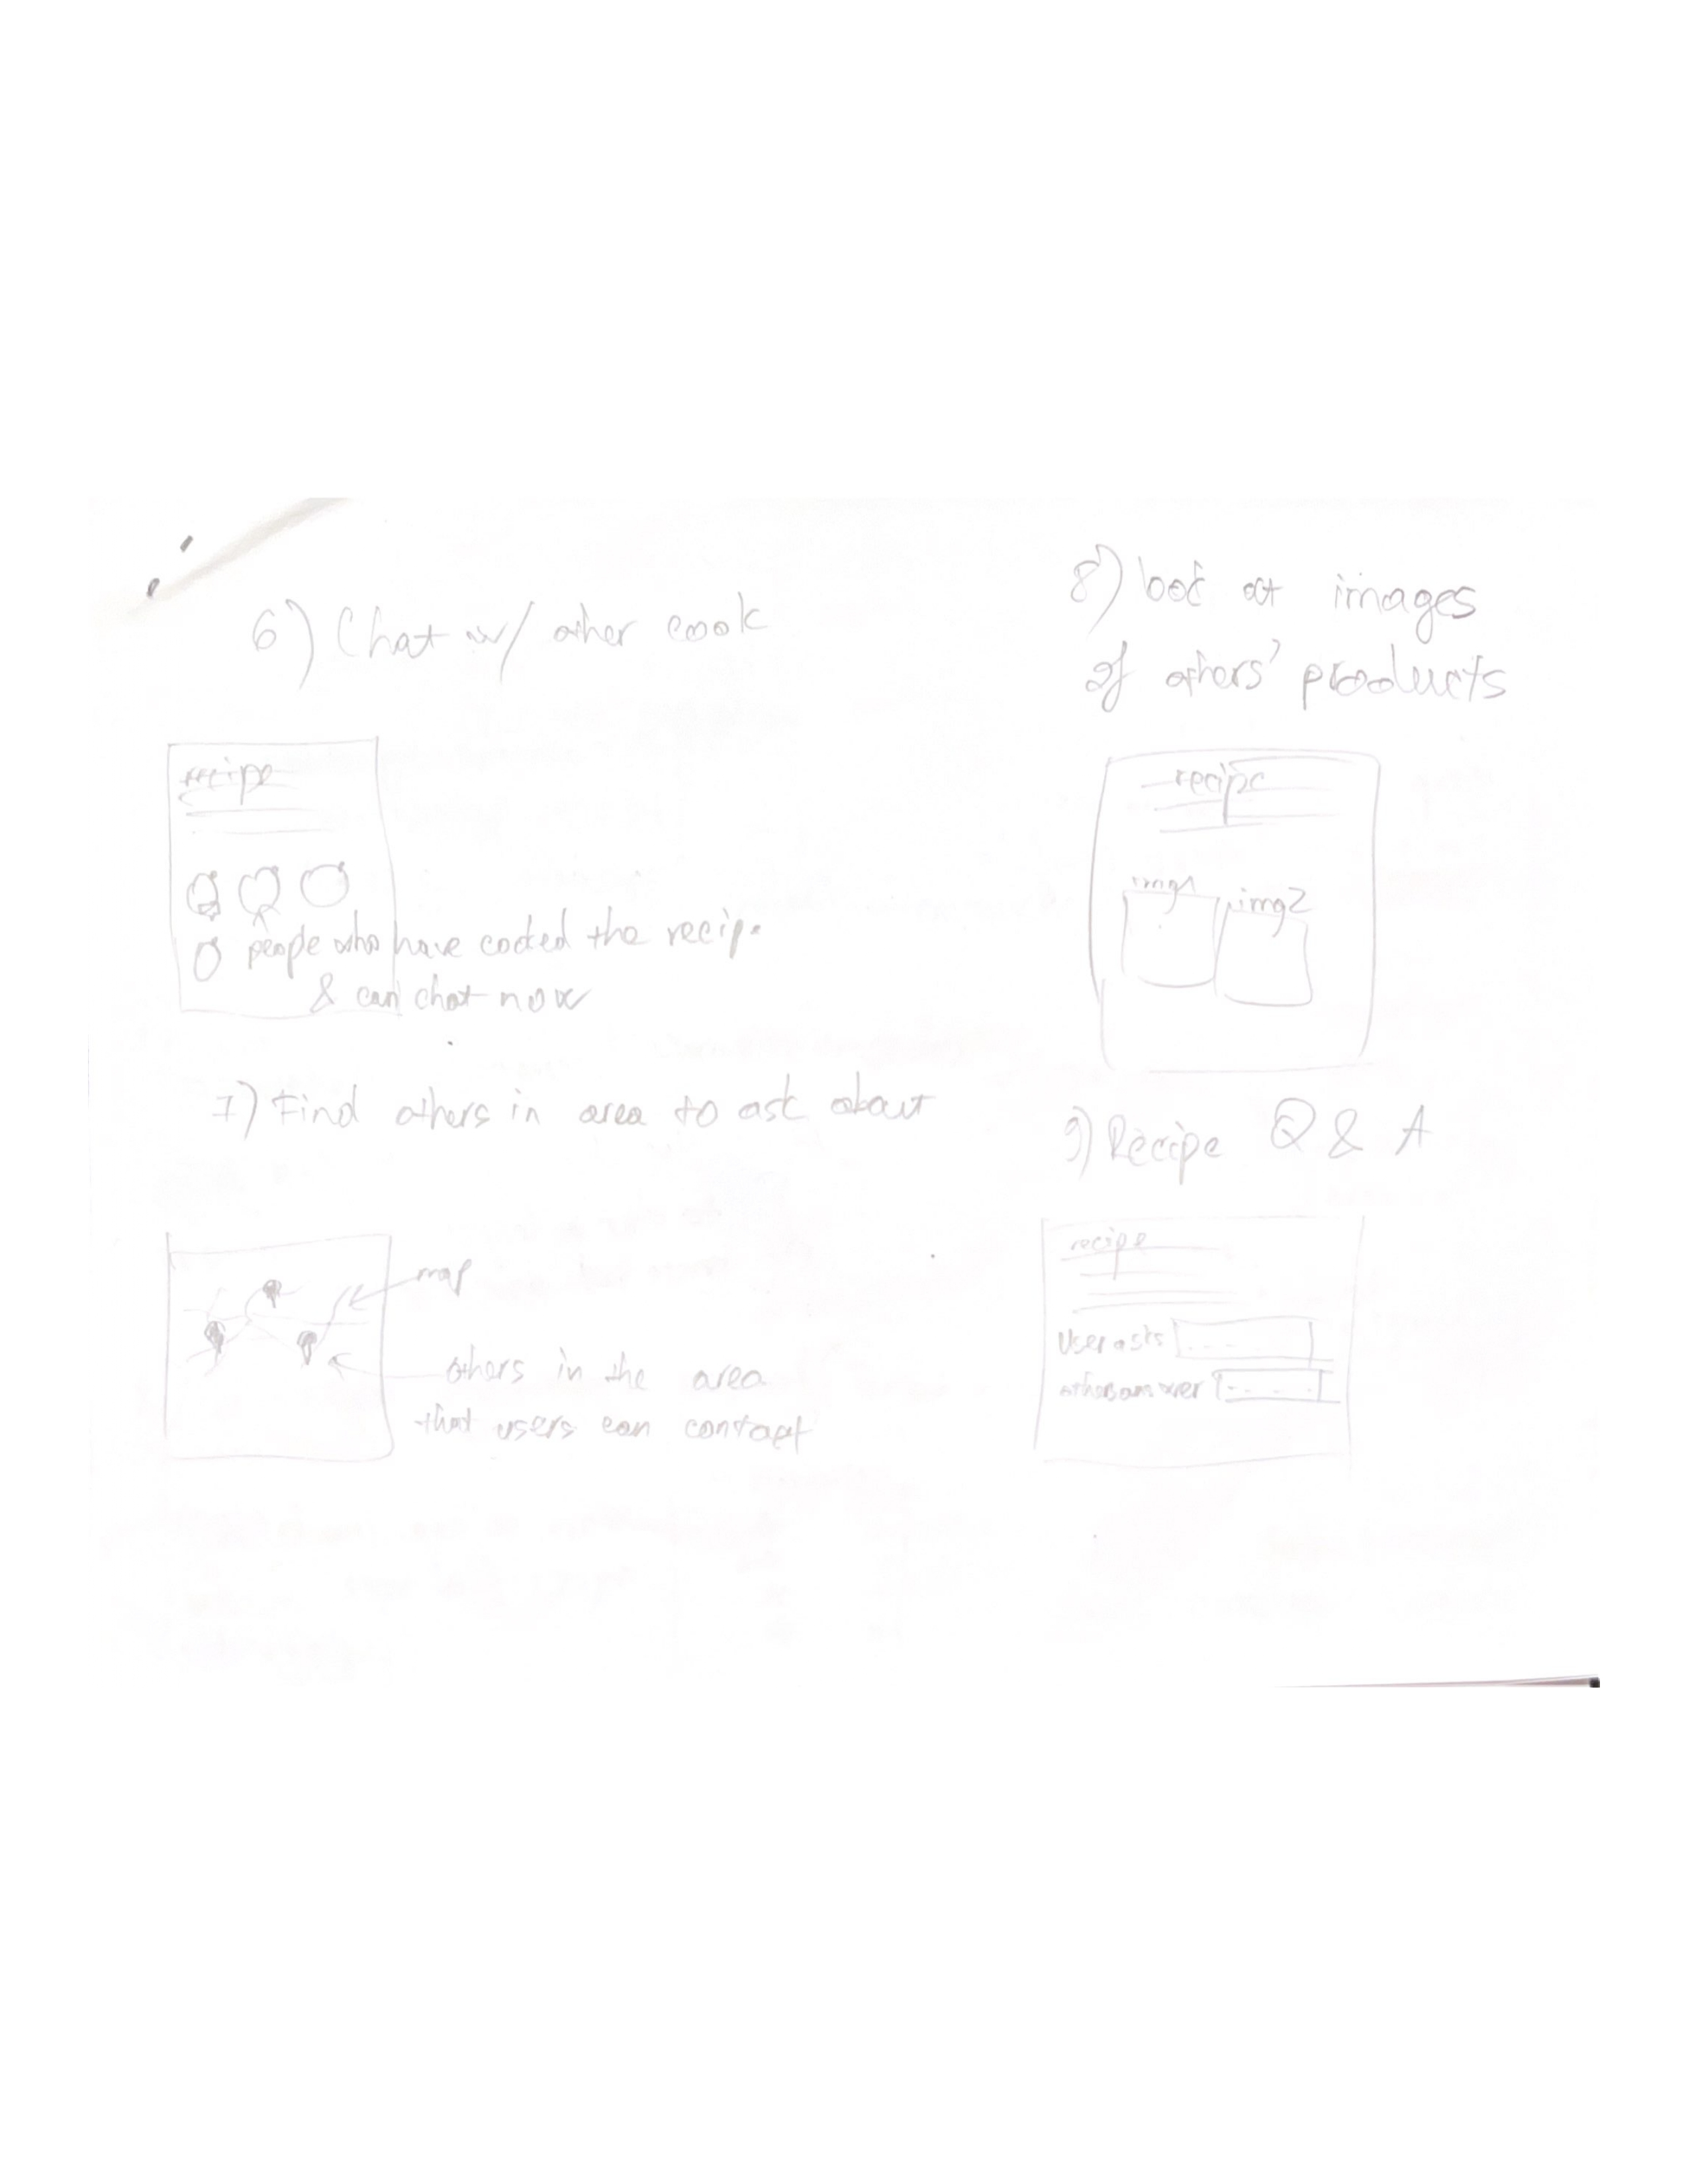 6) Chat w/ other cook
recipe
people who have cooked the recipe
& can chat now
7) Find others in area to ask about
map
others in the area
that users can contact
8) look at images
of others' products
recipe
img1
img2
9) Recipe Q & A
recipe
User asks
others answer